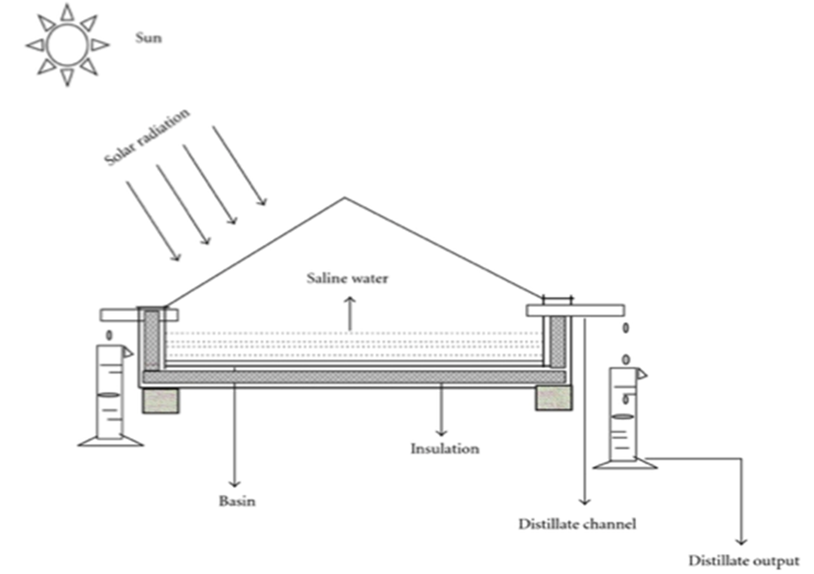 Sun
Solar radiation
Saline water
Insulation
Basin
Distillate channel
Distillate output